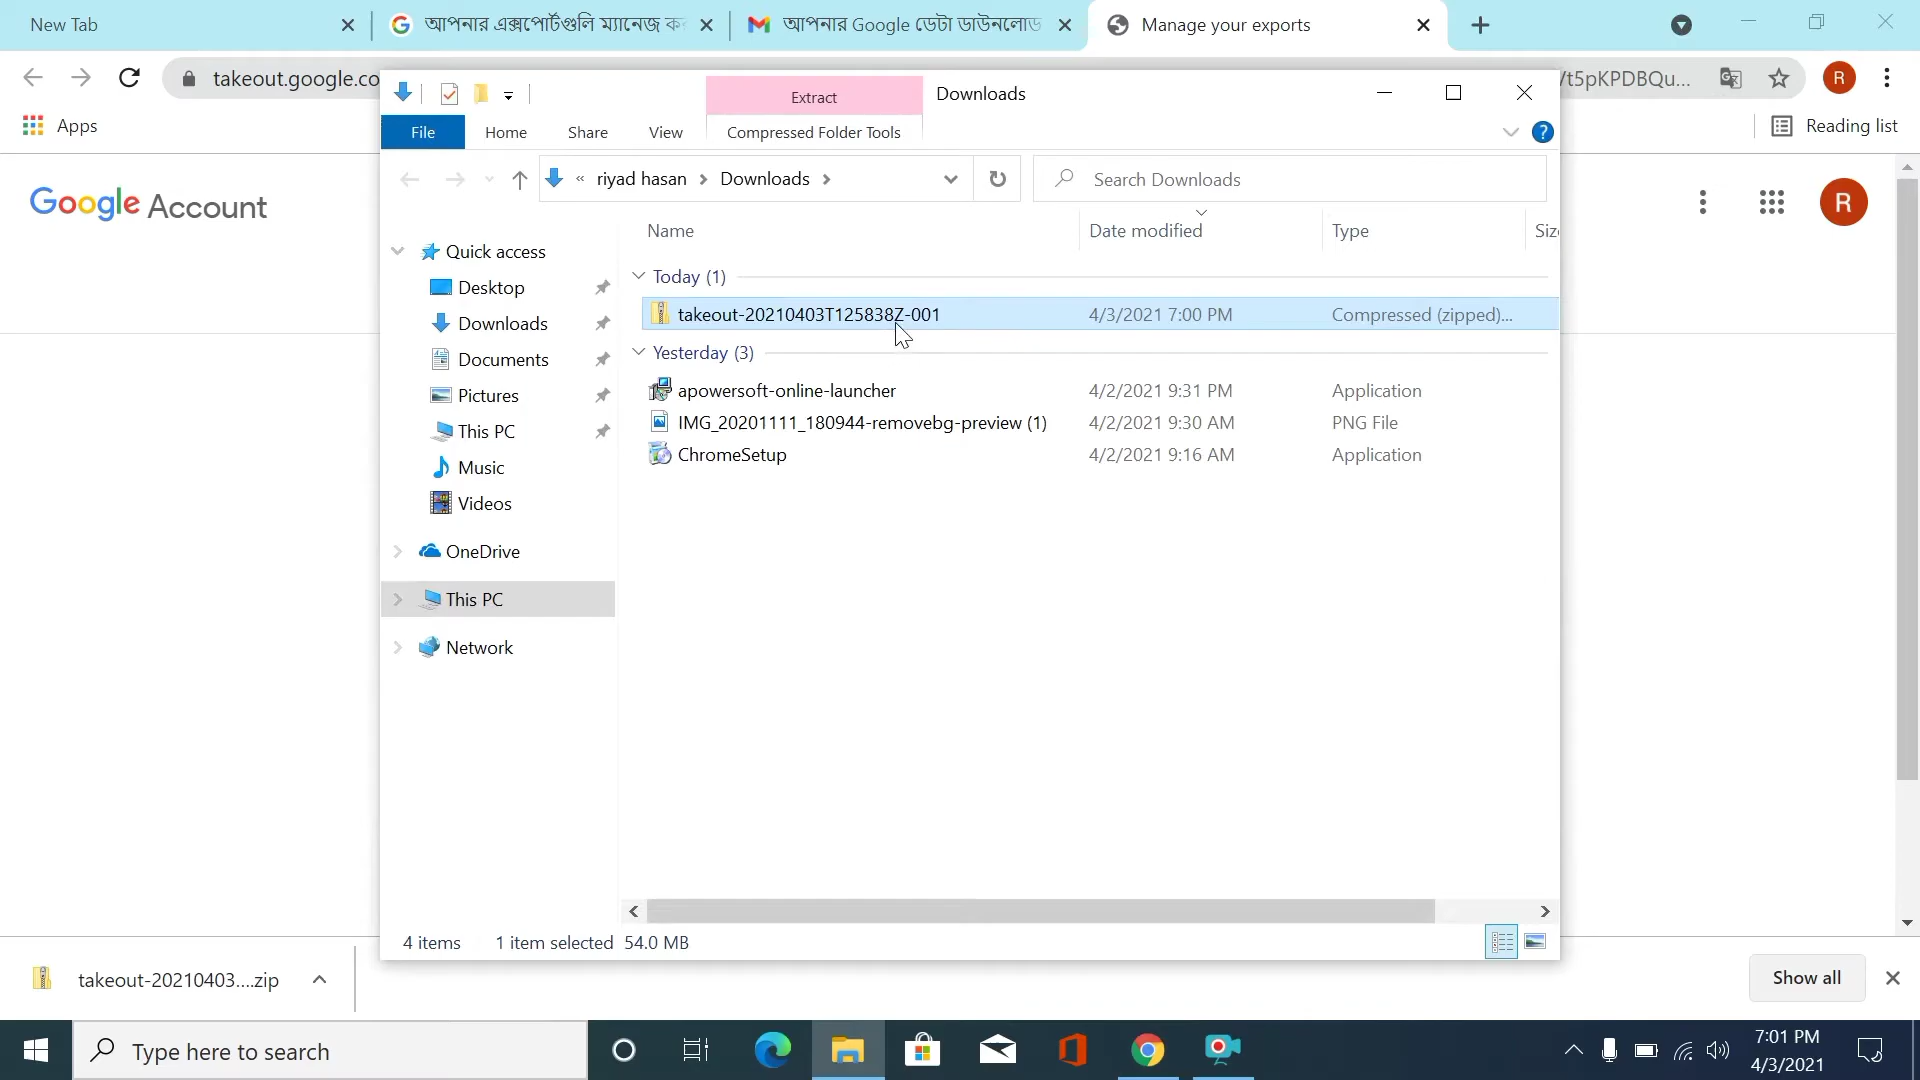 New Tab
আপনার এক্সপোর্টগুলি ম্যানেজ কর
আপনার Google ডেটা ডাউনলোড
Manage your exports
takeout.google.co
/t5pKPDBQu...
R
Apps
Reading list
Google Account
R
Extract
Downloads
File
Home
Share
View
Compressed Folder Tools
?
« riyad hasan > Downloads >
Search Downloads
Name
Date modified
Type
Siz
Quick access
Desktop
Downloads
Documents
Pictures
This PC
Music
Videos
OneDrive
This PC
Network
Today (1)
takeout-20210403T125838Z-001 4/3/2021 7:00 PM Compressed (zipped)...
Yesterday (3)
apowersoft-online-launcher 4/2/2021 9:31 PM Application
IMG_20201111_180944-removebg-preview (1) 4/2/2021 9:30 AM PNG File
ChromeSetup 4/2/2021 9:16 AM Application
4 items 1 item selected 54.0 MB
takeout-20210403....zip
Show all
Type here to search
7:01 PM
4/3/2021